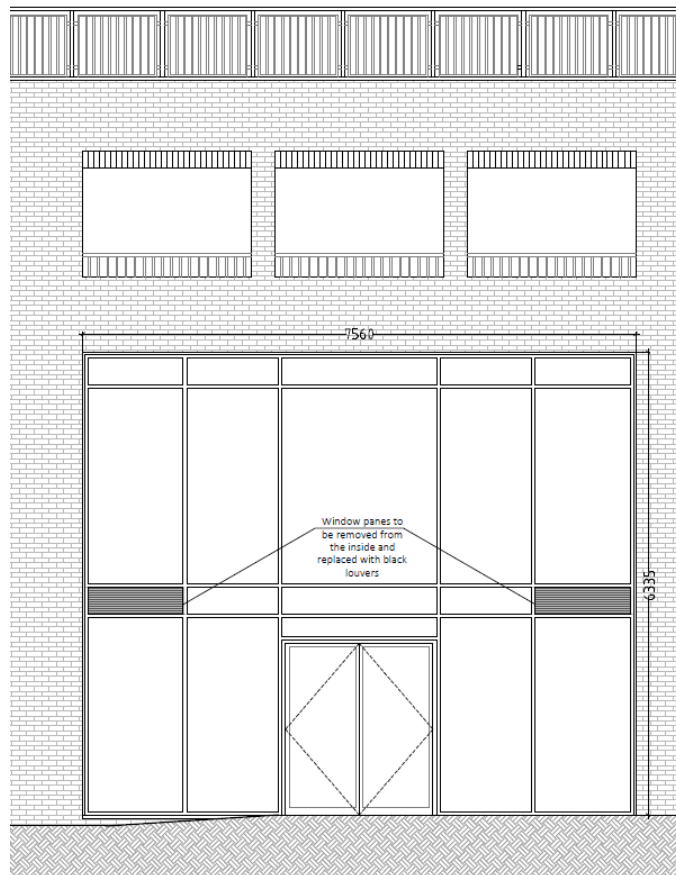 7560
Window panes to
be removed from
the inside and
replaced with black
louvers
6335